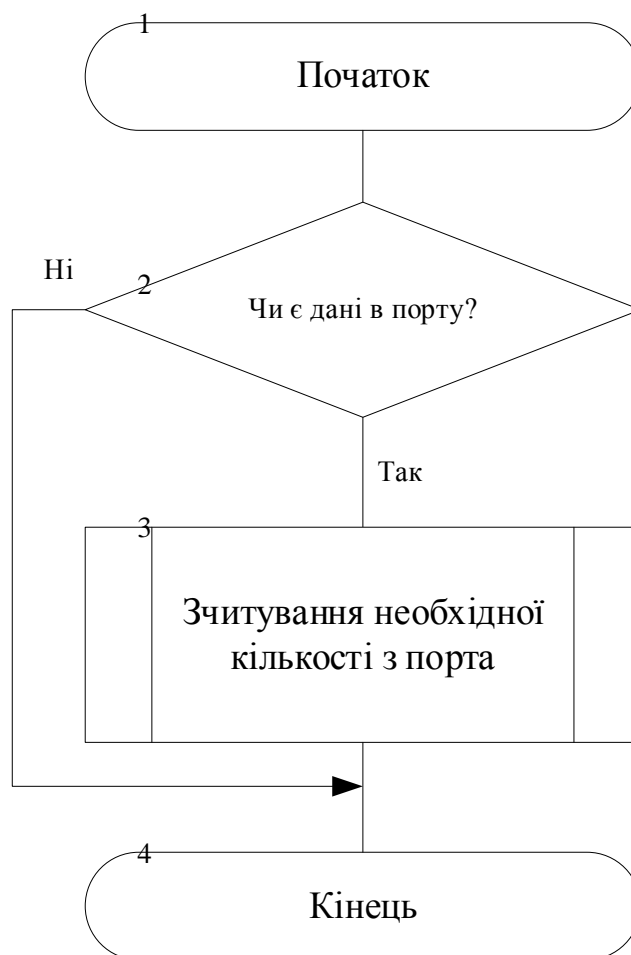 1
Початок
Ні
2
Чи є дані в порту?
Так
3
Зчитування необхідної
кількості з порта
4
Кінець